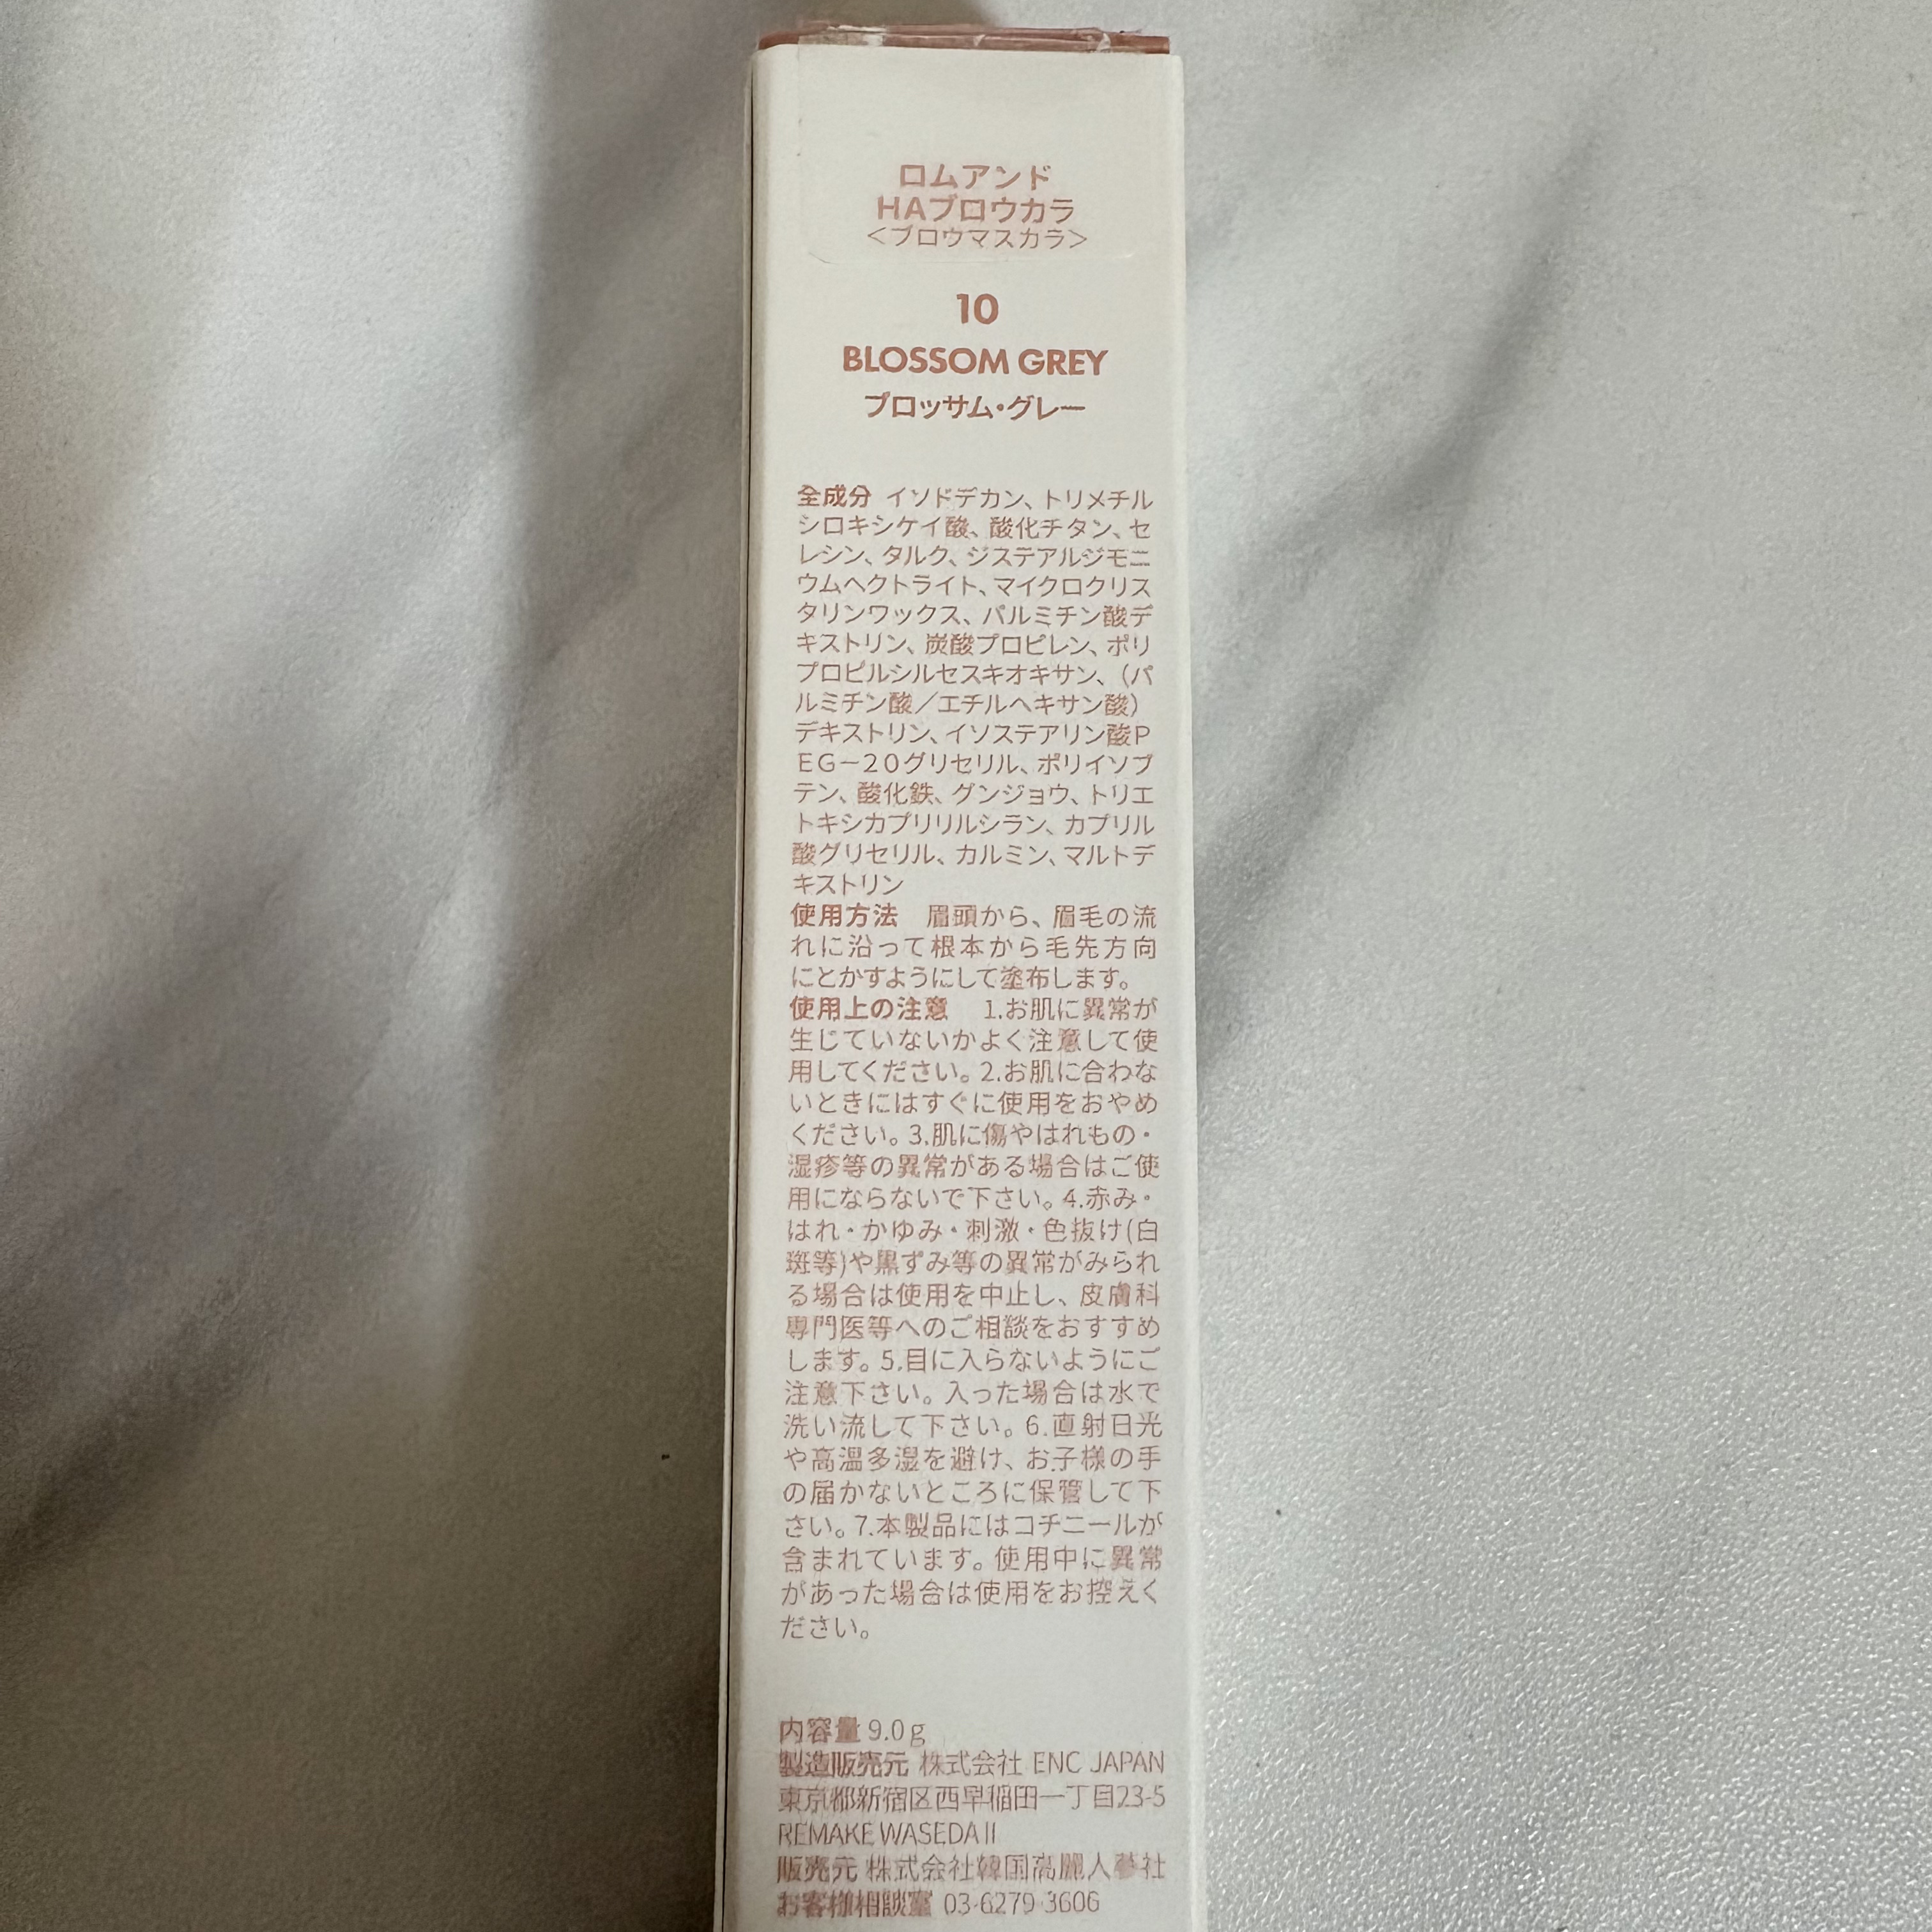 ロムアンド
HAブロウカラ
<ブロウマスカラ>
10
BLOSSOM GREY
ブロッサム・グレー
全成分 イソドデカン、トリメチル
シロキシケイ酸、酸化チタン、セ
レシン、タルク、ジステアルジモニ
ウムヘクトライト、マイクロクリス
タリンワックス、パルミチン酸デ
キストリン、炭酸プロピレン、ポリ
プロピルシルセスキオキサン、（パ
ルミチン酸／エチルヘキサン酸）
デキストリン、イソステアリン酸Ｐ
ＥＧ－２０グリセリル、ポリイソブ
テン、酸化鉄、グンジョウ、トリエ
トキシカプリリルシラン、カプリル
酸グリセリル、カルミン、マルトデ
キストリン
使用方法 眉頭から、眉毛の流
れに沿って根本から毛先方向
にとかすようにして塗布します。
使用上の注意 1.お肌に異常が
生じていないかよく注意して使
用してください。2.お肌に合わな
いときにはすぐに使用をおやめ
ください。3.肌に傷やはれもの・
湿疹等の異常がある場合はご使
用にならないで下さい。4.赤み・
はれ・かゆみ・刺激・色抜け(白
斑等)や黒ずみ等の異常がみられ
る場合は使用を中止し、皮膚科
専門医等へのご相談をおすすめ
します。5.目に入らないようにご
注意下さい。入った場合は水で
洗い流して下さい。6.直射日光
や高温多湿を避け、お子様の手
の届かないところに保管して下
さい。7.本製品にはコチニールが
含まれています。使用中に異常
があった場合は使用をお控えく
ださい。
内容量 9.0g
製造販売元 株式会社 ENC JAPAN
東京都新宿区西早稲田一丁目23-5
REMAKE WASEDA II
販売元 株式会社韓国高麗人蔘社
お客様相談室 03-6279-3606